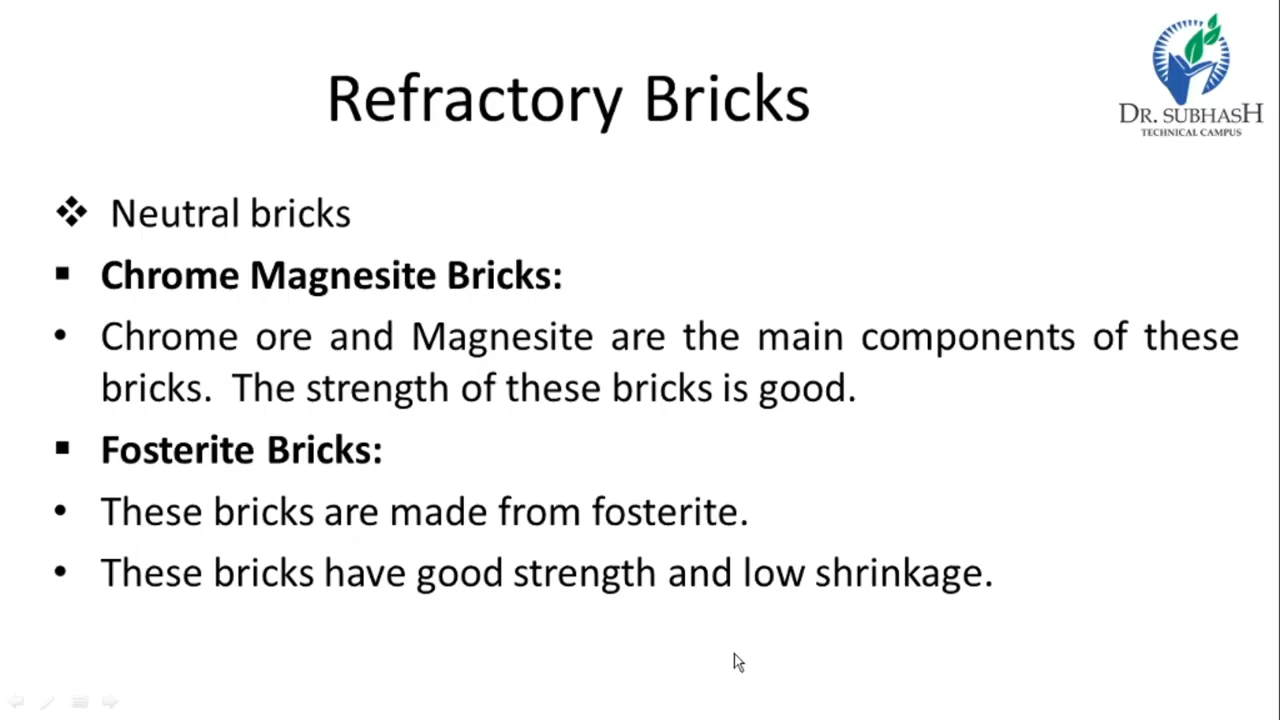 DR. SUBHASH
TECHNICAL CAMPUS
Refractory Bricks
❖ Neutral bricks
▪ Chrome Magnesite Bricks:
• Chrome ore and Magnesite are the main components of these
bricks. The strength of these bricks is good.
▪ Fosterite Bricks:
• These bricks are made from fosterite.
• These bricks have good strength and low shrinkage.